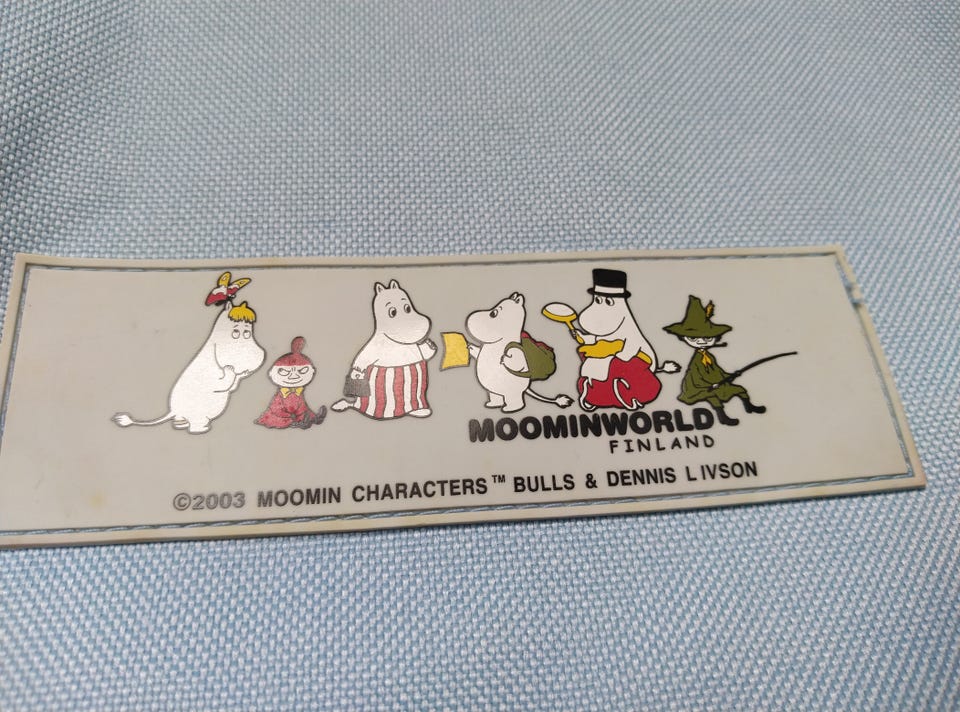 MOOMINWORLD
FINLAND
©2003 MOOMIN CHARACTERS™ BULLS & DENNIS LIVSON